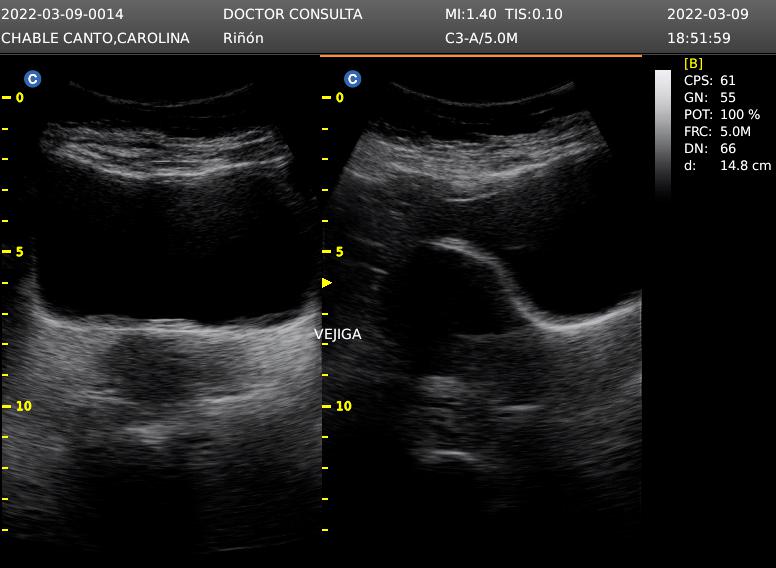 2022-03-09-0014 DOCTOR CONSULTA MI:1.40 TIS:0.10 2022-03-09
CHABLE CANTO,CAROLINA Riñón C3-A/5.0M 18:51:59
C
C
[B]
CPS: 61
GN: 55
POT: 100 %
FRC: 5.0M
DN: 66
d: 14.8 cm
0
0
5
5
VEJIGA
10
10